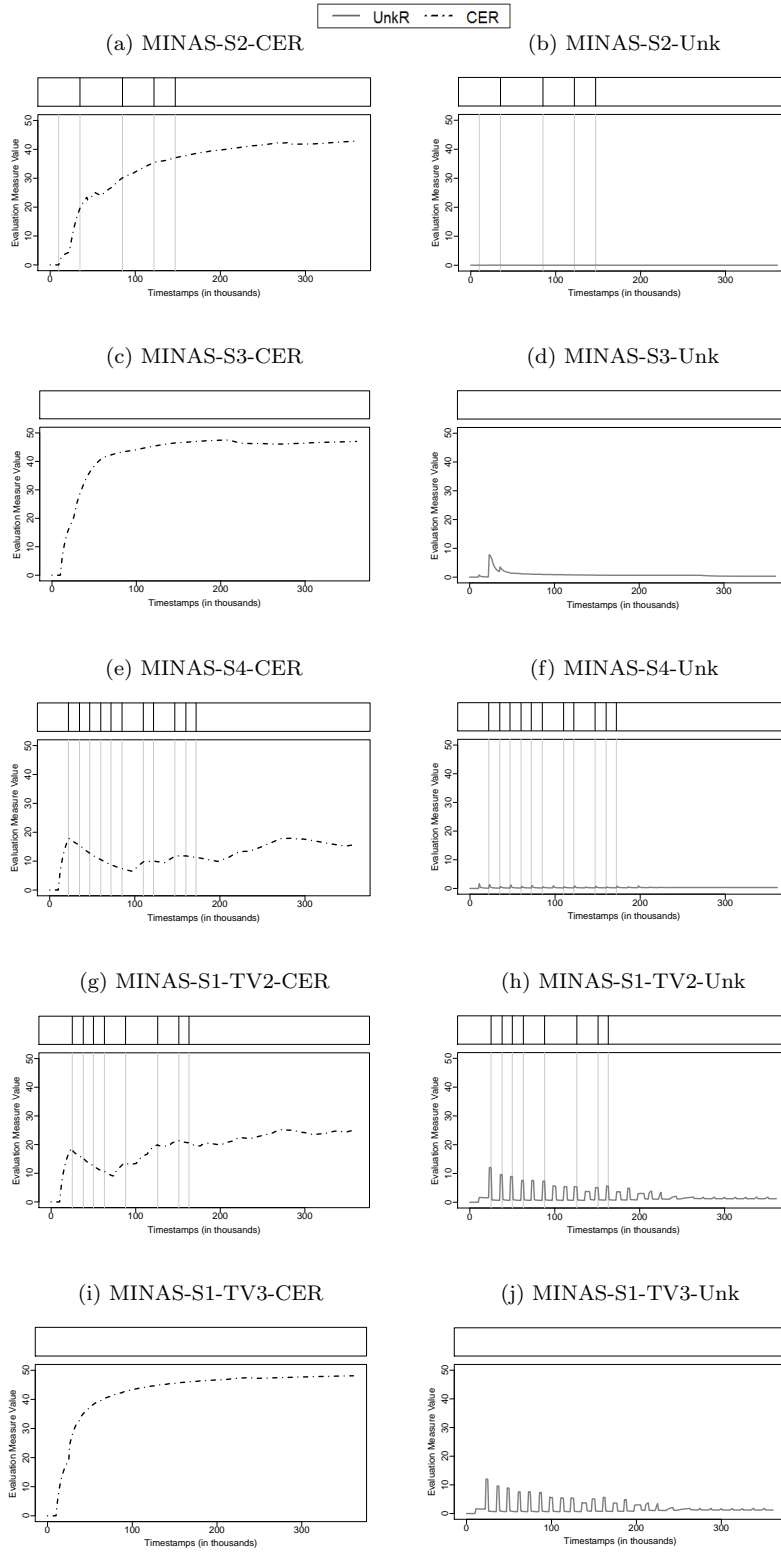 UnkR CER
(a) MINAS-S2-CER
(b) MINAS-S2-Unk
Evaluation Measure Value
0 10 20 30 40 50
0 100 200 300
Timestamps (in thousands)
Evaluation Measure Value
0 10 20 30 40 50
0 100 200 300
Timestamps (in thousands)
(c) MINAS-S3-CER
(d) MINAS-S3-Unk
Evaluation Measure Value
0 10 20 30 40 50
0 100 200 300
Timestamps (in thousands)
Evaluation Measure Value
0 10 20 30 40 50
0 100 200 300
Timestamps (in thousands)
(e) MINAS-S4-CER
(f) MINAS-S4-Unk
Evaluation Measure Value
0 10 20 30 40 50
0 100 200 300
Timestamps (in thousands)
Evaluation Measure Value
0 10 20 30 40 50
0 100 200 300
Timestamps (in thousands)
(g) MINAS-S1-TV2-CER
(h) MINAS-S1-TV2-Unk
Evaluation Measure Value
0 10 20 30 40 50
0 100 200 300
Timestamps (in thousands)
Evaluation Measure Value
0 10 20 30 40 50
0 100 200 300
Timestamps (in thousands)
(i) MINAS-S1-TV3-CER
(j) MINAS-S1-TV3-Unk
Evaluation Measure Value
0 10 20 30 40 50
0 100 200 300
Timestamps (in thousands)
Evaluation Measure Value
0 10 20 30 40 50
0 100 200 300
Timestamps (in thousands)